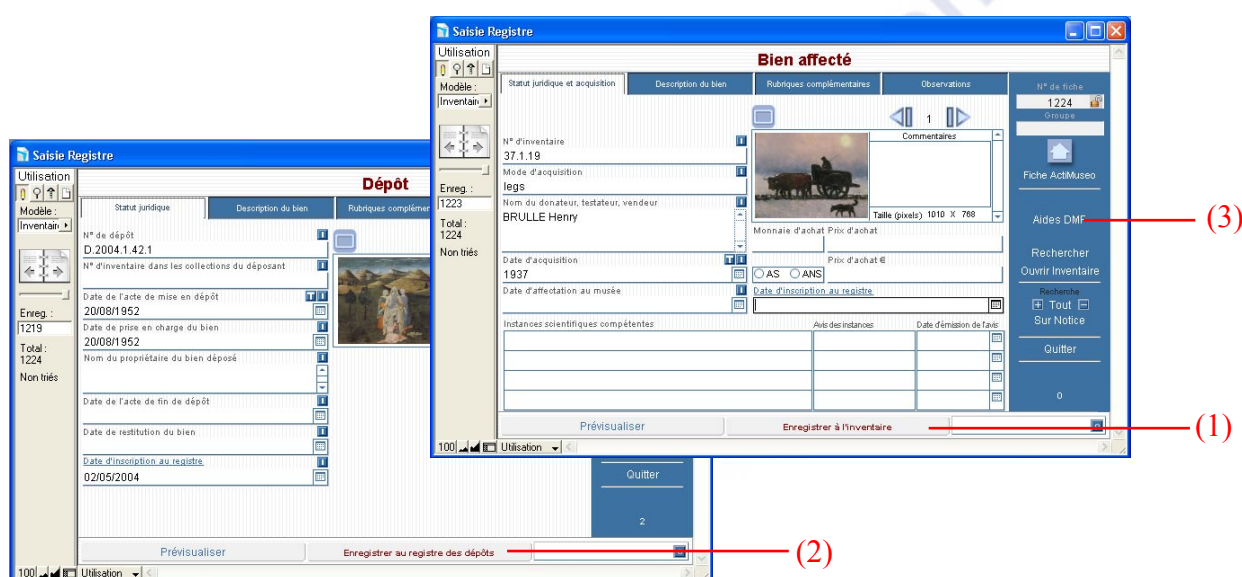 Saisie Registre
Utilisation
Modèle :
Inventair
Enreg. :
1223
Total :
1224
Non triés
Bien affecté
Statut juridique et acquisition
Description du bien
Rubriques complémentaires
Observations
1
N° d'inventaire
37.1.19
Mode d'acquisition
legs
Nom du donateur, testateur, vendeur
BRULLE Henry
Commentaires
Taille (pixels) 1010 X 768
Monnaie d'achat Prix d'achat
Date d'acquisition
1937
Prix d'achat €
AS ANS
Date d'affectation au musée
Date d'inscription au registre
Instances scientifiques compétentes
Avis des instances
Date d'émission de l'avis
N° de fiche
1224
Groupe
Fiche ActiMuseo
Aides DMF
(3)
Rechercher
Ouvrir Inventaire
Recherche
Tout
Sur Notice
Quitter
0
Prévisualiser
Enregistrer à l'inventaire
(1)
100 Utilisation
Saisie Registre
Utilisation
Modèle :
Inventair
Enreg. :
1219
Total :
1224
Non triés
Dépôt
Statut juridique
Description du bien
Rubriques complémen
N° de dépôt
D.2004.1.42.1
N° d'inventaire dans les collections du déposant
Date de l'acte de mise en dépôt
20/08/1952
Date de prise en charge du bien
20/08/1952
Nom du propriétaire du bien déposé
Date de l'acte de fin de dépôt
Date de restitution du bien
Date d'inscription au registre
02/05/2004
Quitter
2
Prévisualiser
Enregistrer au registre des dépôts
(2)
100 Utilisation